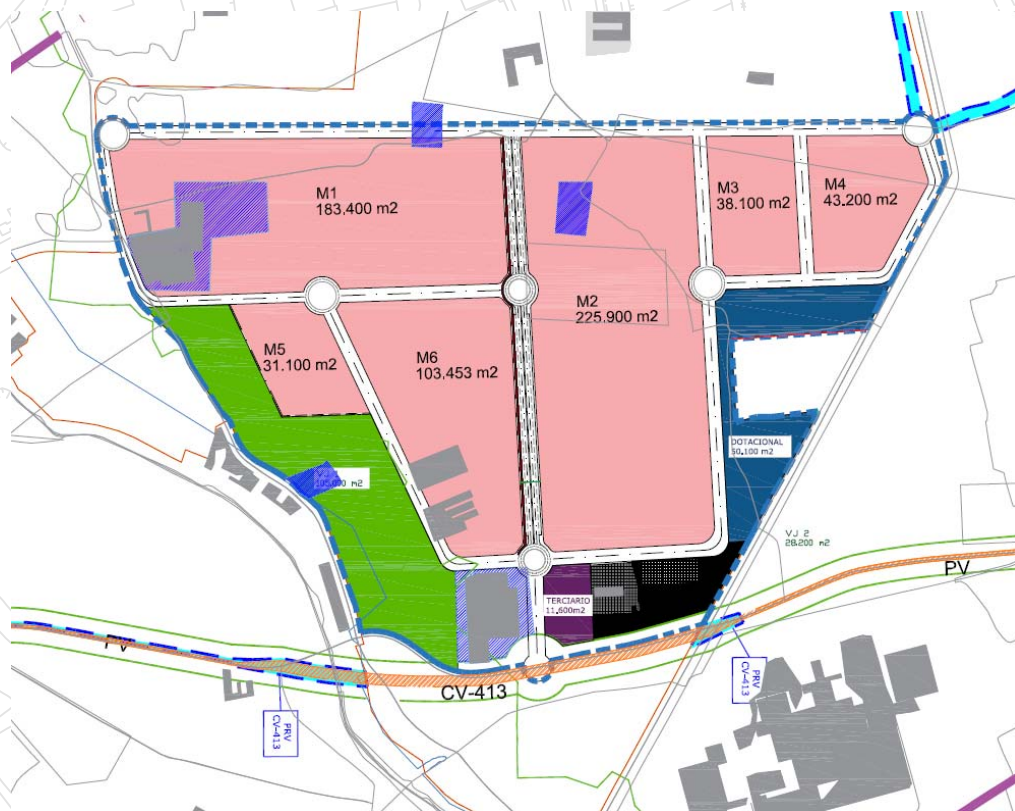 M1
183.400 m2
M3
38.100 m2
M4
43.200 m2
M2
225.900 m2
M5
31.100 m2
M6
103.453 m2
DOTACIONAL
50.100 m2
VJ 2
28.200 m2
TERCIARIO
11.600m2
PV
PRV
CV-413
CV-413
PRV
CV-413